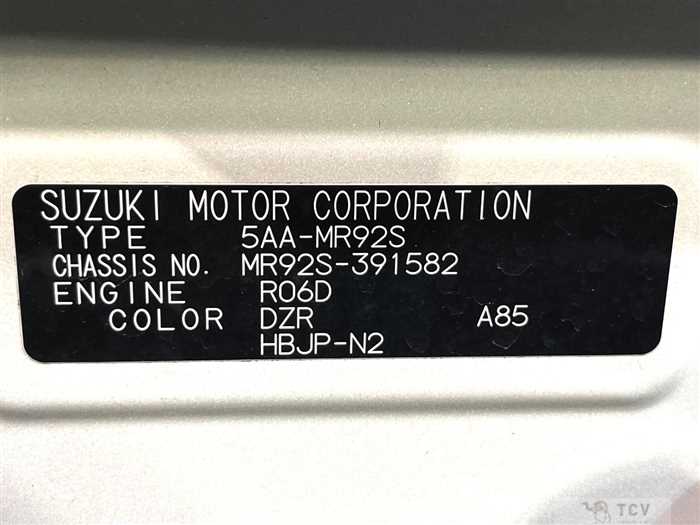 SUZUKI MOTOR CORPORATION
TYPE 5AA-MR92S
CHASSIS NO. MR92S-391582
ENGINE R06D
COLOR DZR A85
HBJP-N2
TCV